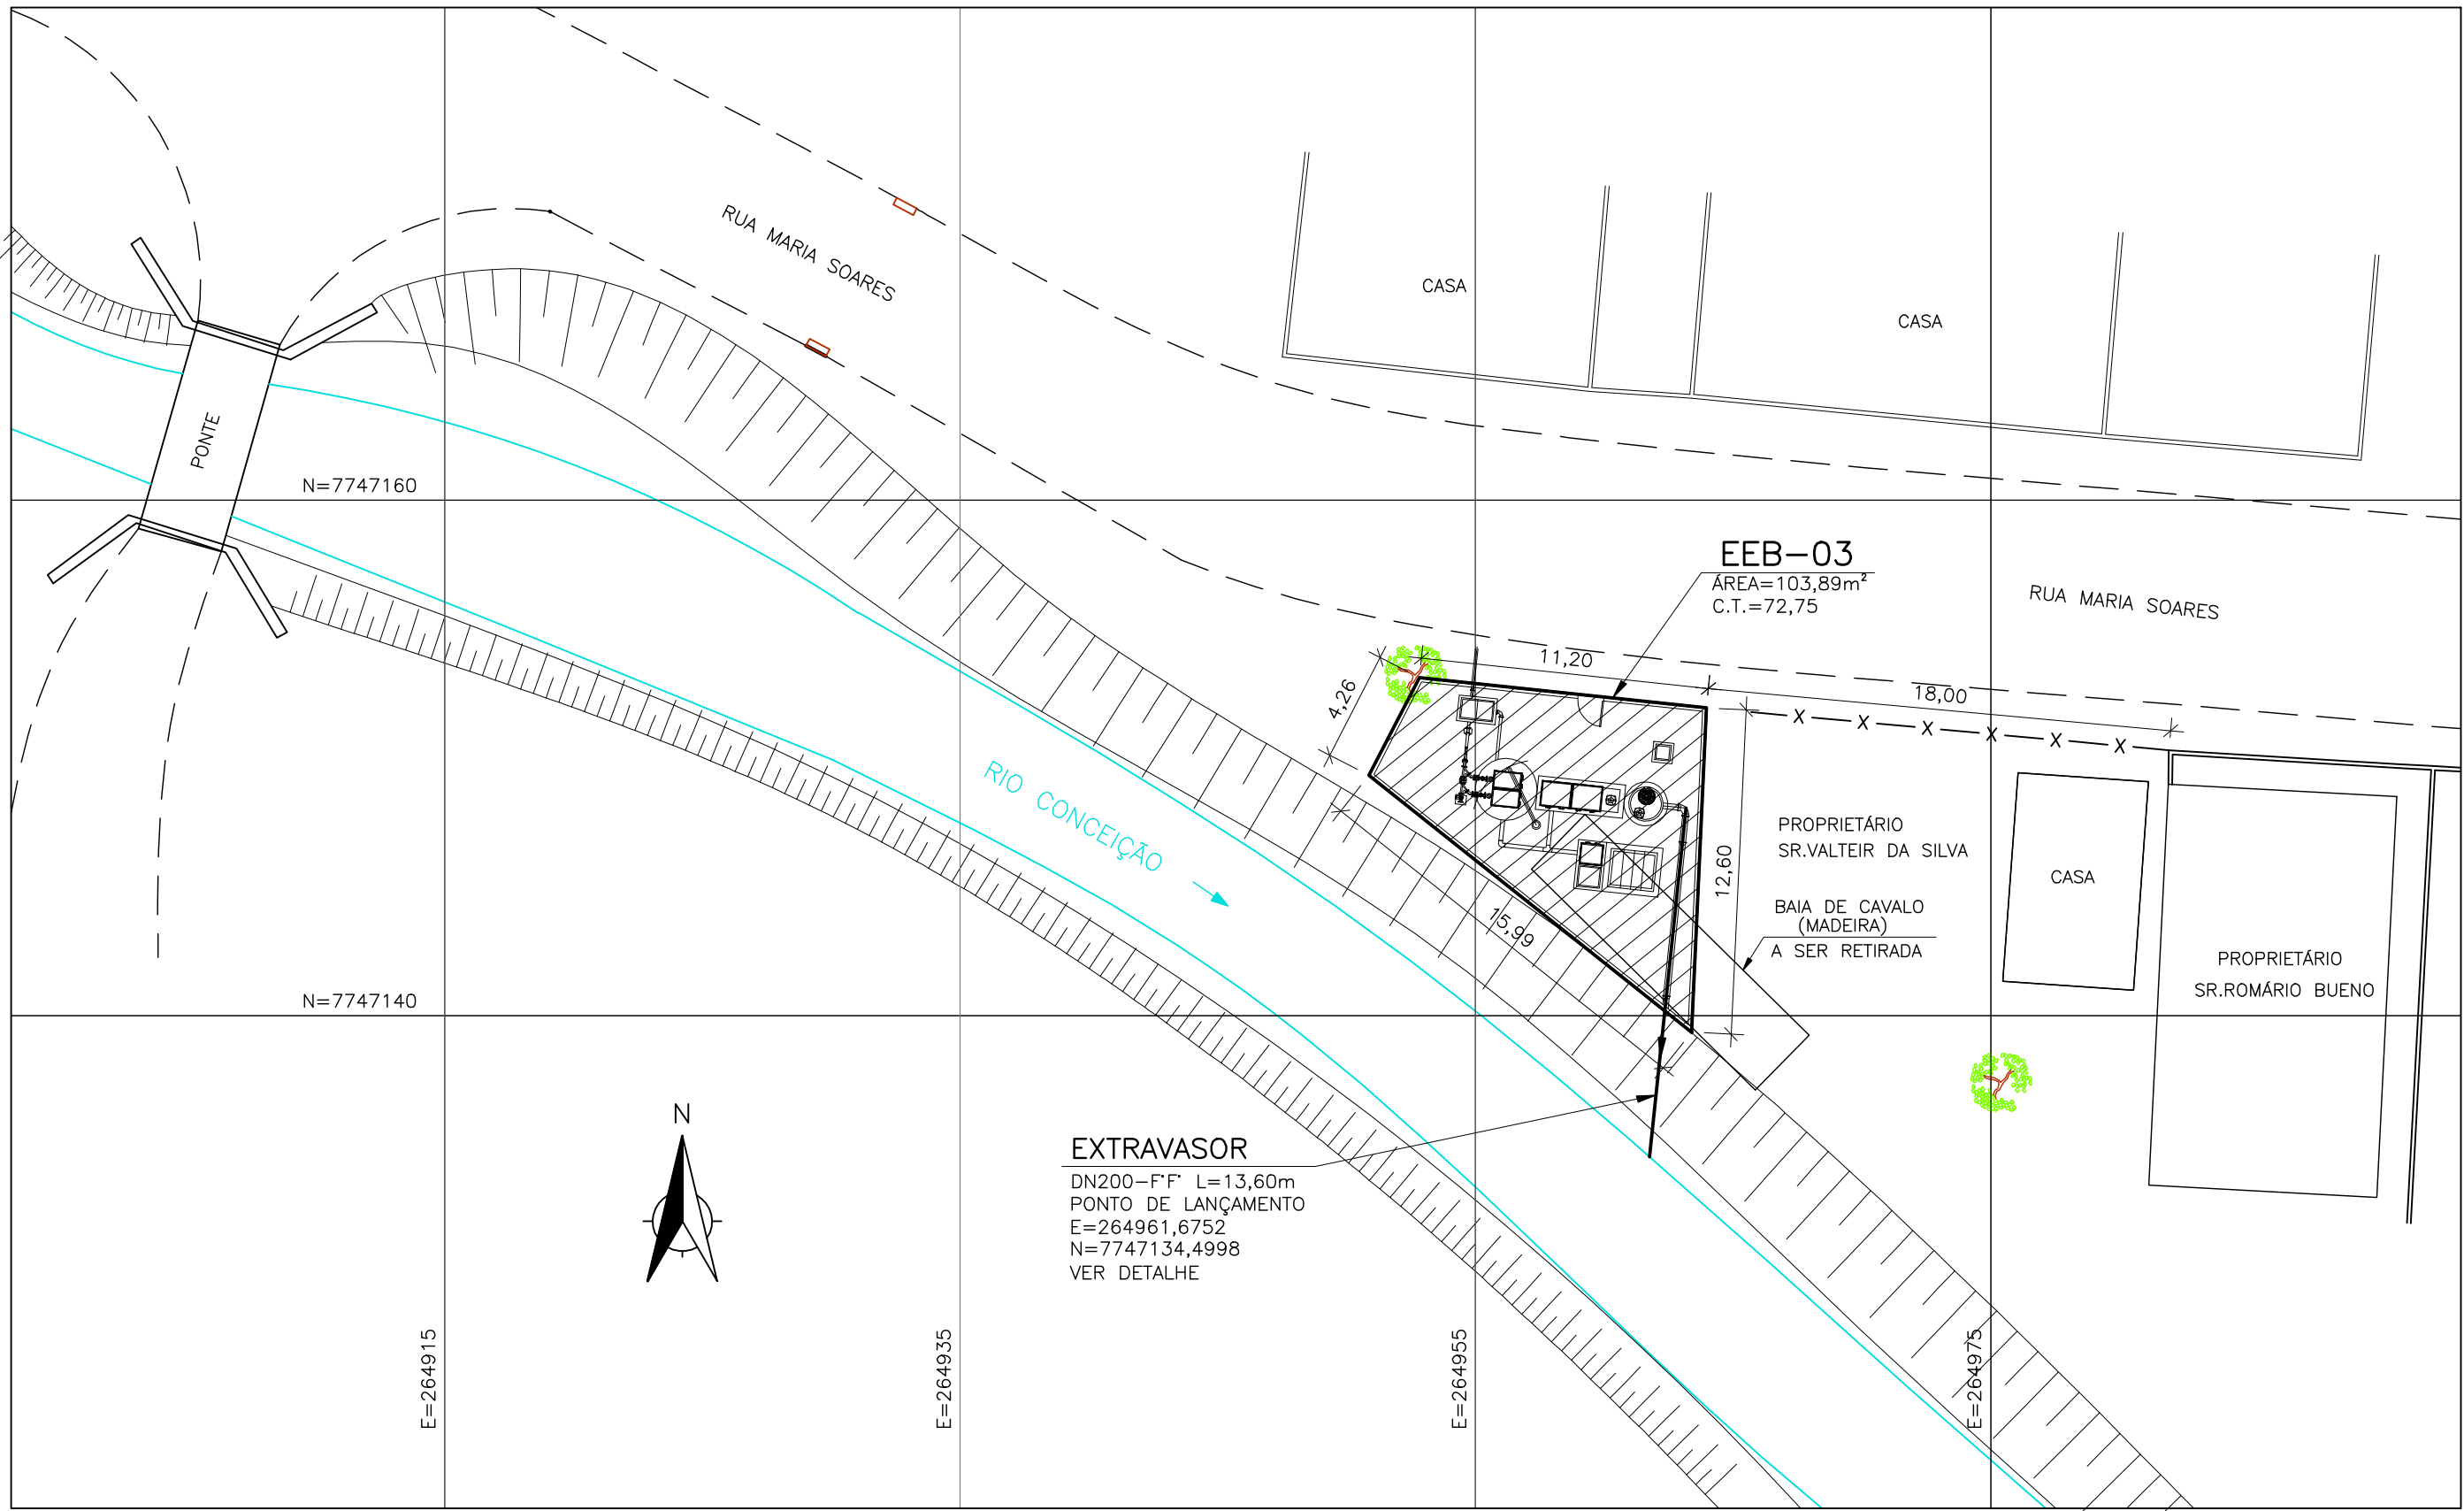 RUA MARIA SOARES
CASA
CASA
PONTE
N=7747160
EEB-03
ÁREA=103,89m²
C.T.=72,75
RUA MARIA SOARES
11,20
18,00
4,26
RIO CONCEIÇÃO
12,60
15,99
PROPRIETÁRIO
SR.VALTEIR DA SILVA
CASA
BAIA DE CAVALO
(MADEIRA)
A SER RETIRADA
PROPRIETÁRIO
SR.ROMÁRIO BUENO
N=7747140
N
EXTRAVASOR
DN200-F°F° L=13,60m
PONTO DE LANÇAMENTO
E=264961,6752
N=7747134,4998
VER DETALHE
E=264915
E=264935
E=264955
E=264975